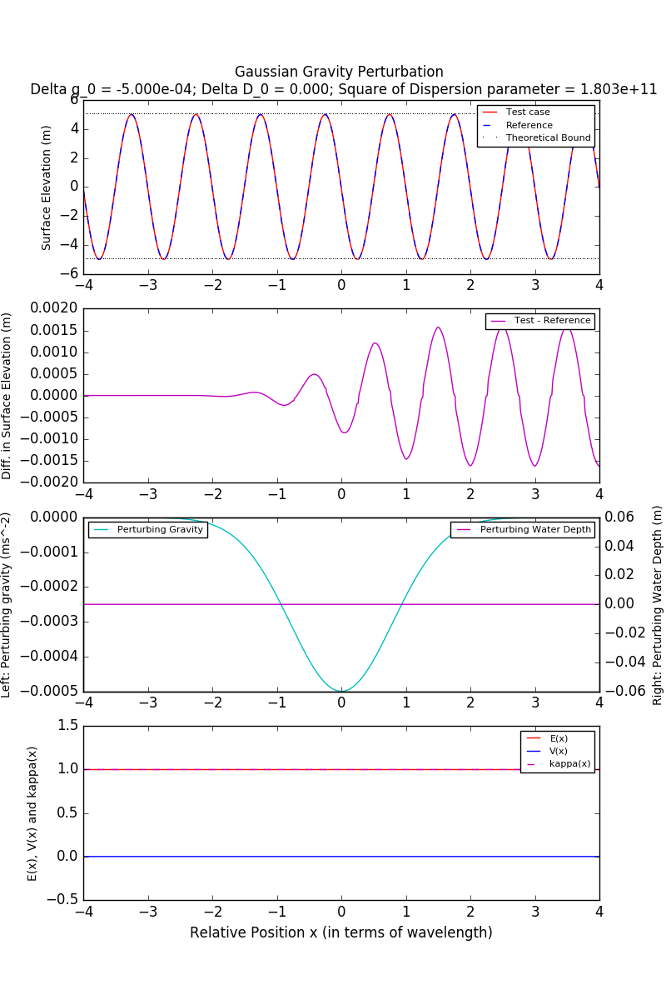 Gaussian Gravity Perturbation
Delta g_0 = -5.000e-04; Delta D_0 = 0.000; Square of Dispersion parameter = 1.803e+11
Surface Elevation (m)
6
4
2
0
−2
−4
−6
Test case
Reference
Theoretical Bound
−4 −3 −2 −1 0 1 2 3 4
Diff. in Surface Elevation (m)
0.0020
0.0015
0.0010
0.0005
0.0000
−0.0005
−0.0010
−0.0015
−0.0020
Test - Reference
−4 −3 −2 −1 0 1 2 3 4
Left: Perturbing gravity (ms^-2)
0.0000
−0.0001
−0.0002
−0.0003
−0.0004
−0.0005
Perturbing Gravity
Perturbing Water Depth
0.06
0.04
0.02
0.00
−0.02
−0.04
−0.06
Right: Perturbing Water Depth (m)
−4 −3 −2 −1 0 1 2 3 4
E(x), V(x) and kappa(x)
1.5
1.0
0.5
0.0
−0.5
E(x)
V(x)
kappa(x)
−4 −3 −2 −1 0 1 2 3 4
Relative Position x (in terms of wavelength)